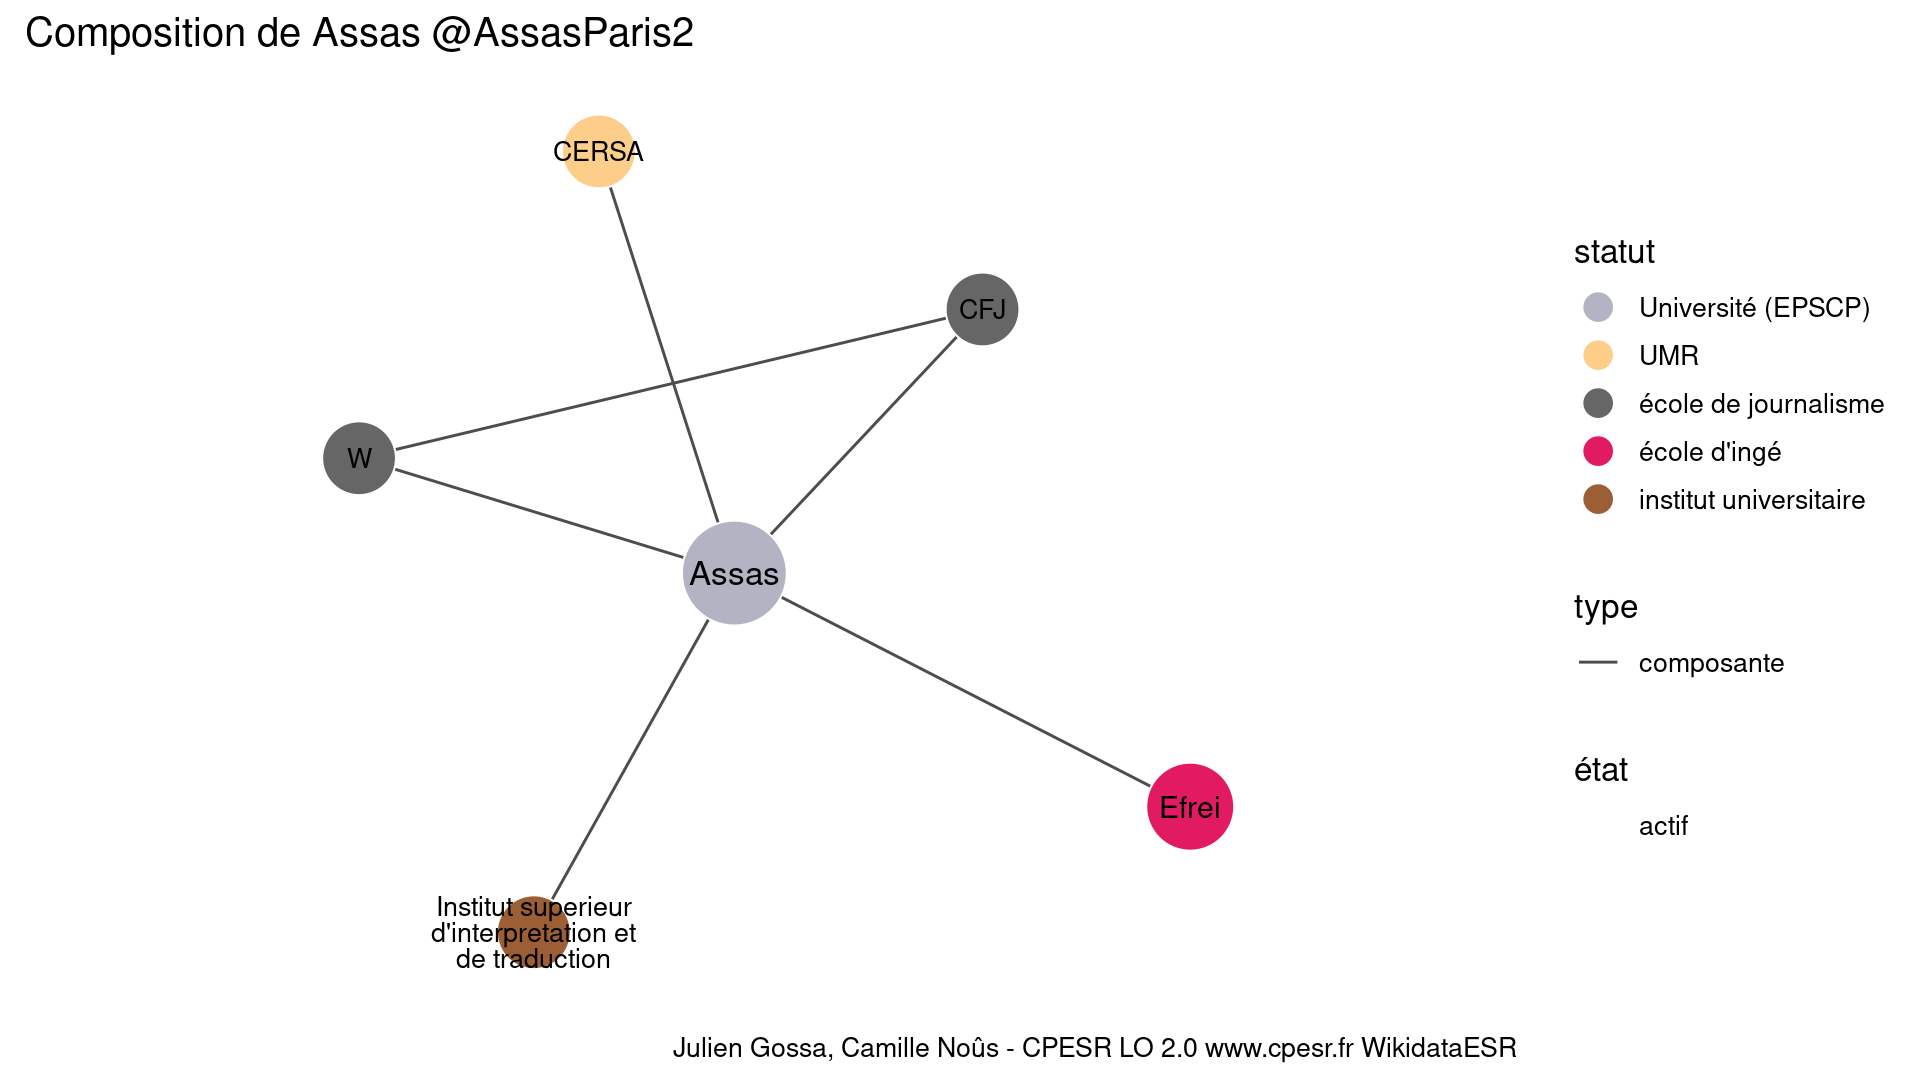 Composition de Assas @AssasParis2
CERSA
CFJ
W
Assas
Efrei
Institut superieur
d'interpretation et
de traduction
statut
Université (EPSCP)
UMR
école de journalisme
école d'ingé
institut universitaire
type
composante
état
actif
Julien Gossa, Camille Noûs - CPESR LO 2.0 www.cpesr.fr WikidataESR